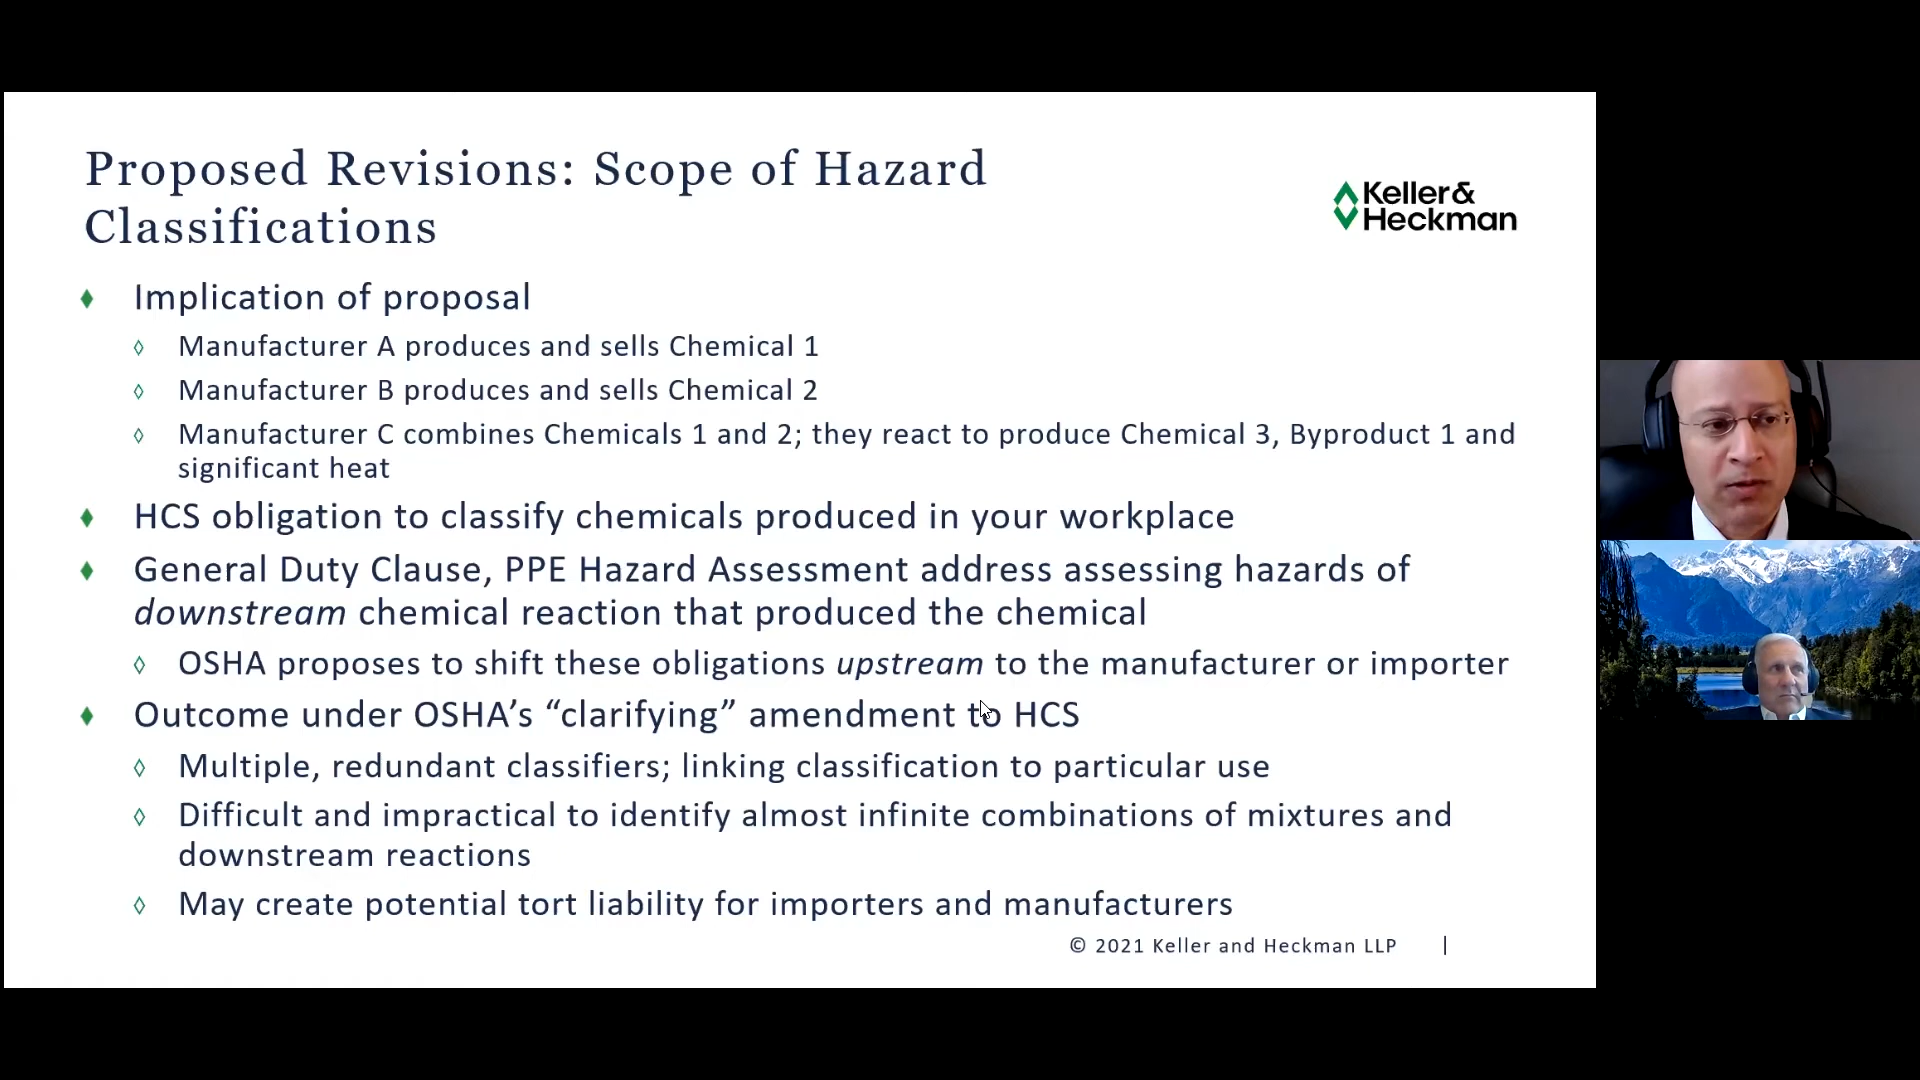 Proposed Revisions: Scope of Hazard
Classifications
Keller&
Heckman
Implication of proposal
Manufacturer A produces and sells Chemical 1
Manufacturer B produces and sells Chemical 2
Manufacturer C combines Chemicals 1 and 2; they react to produce Chemical 3, Byproduct 1 and
significant heat
HCS obligation to classify chemicals produced in your workplace
General Duty Clause, PPE Hazard Assessment address assessing hazards of
downstream chemical reaction that produced the chemical
OSHA proposes to shift these obligations upstream to the manufacturer or importer
Outcome under OSHA’s “clarifying” amendment to HCS
Multiple, redundant classifiers; linking classification to particular use
Difficult and impractical to identify almost infinite combinations of mixtures and
downstream reactions
May create potential tort liability for importers and manufacturers
© 2021 Keller and Heckman LLP |